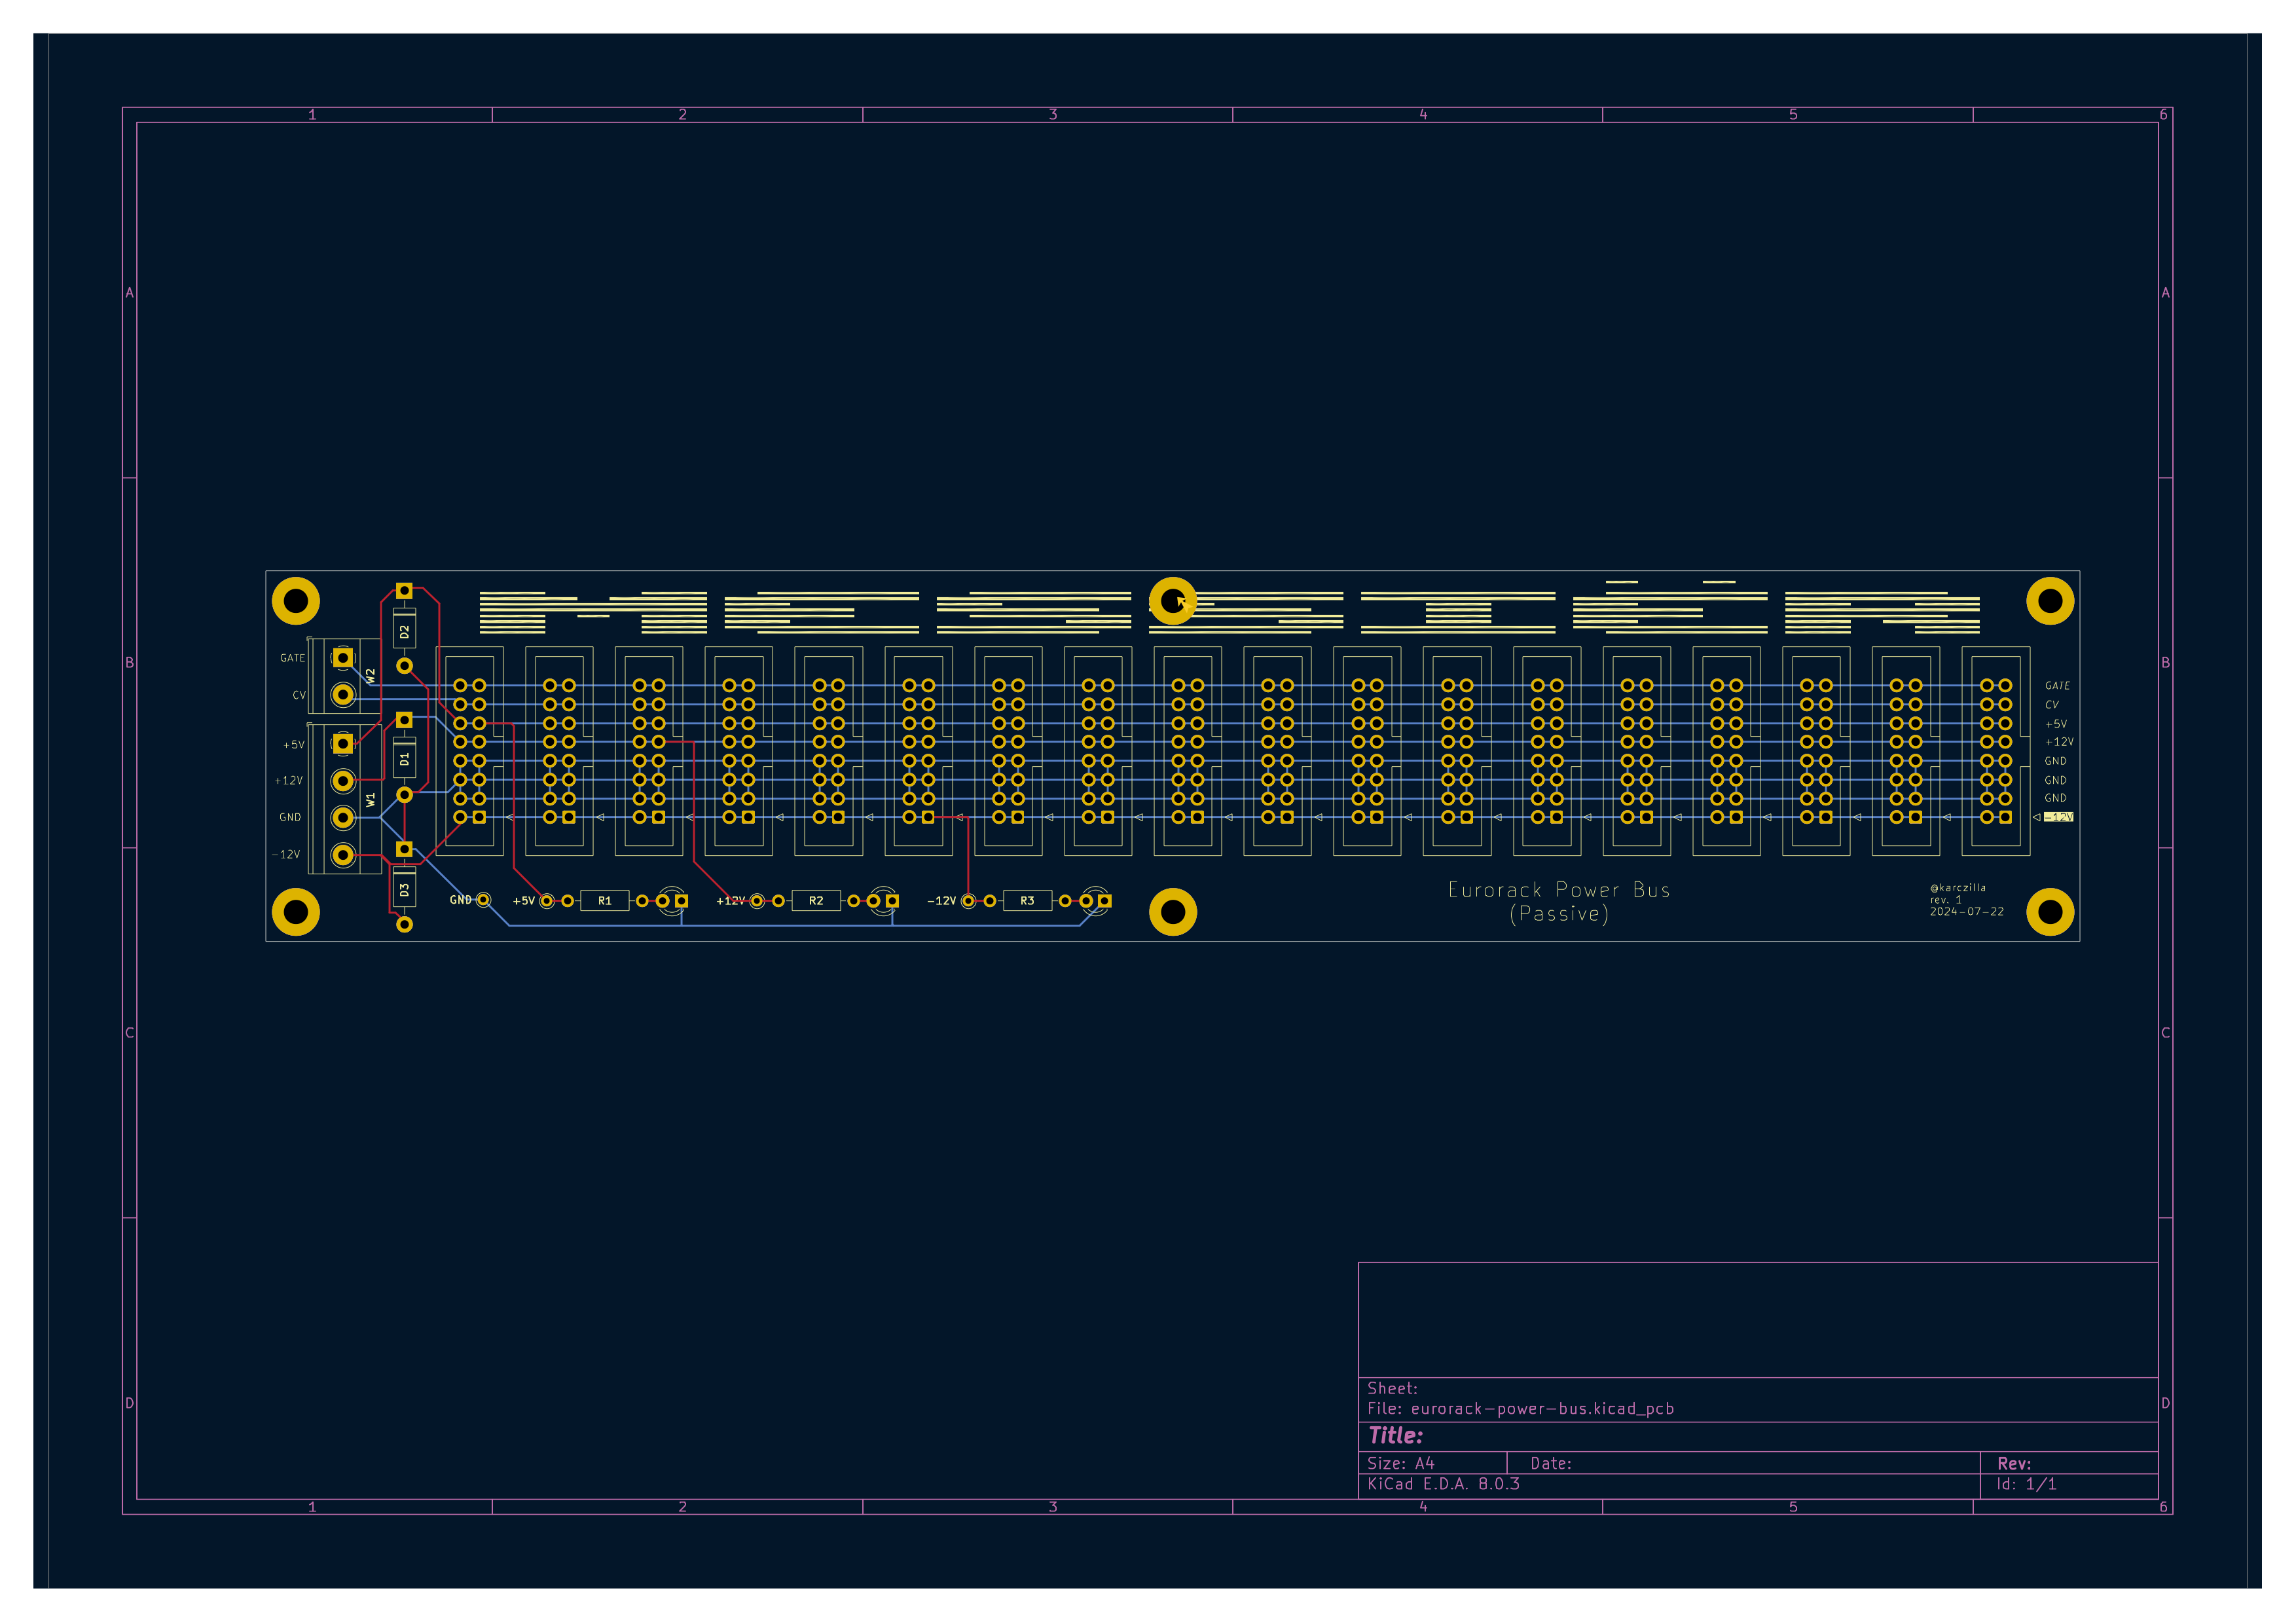 1 2 3 4 5 6
A A
B B
C C
D D
MESSIËR
GATE
CV
+5V
+12V
GND
-12V
W2
W1
D2
D1
D3
GATE
CV
+5V
+12V
GND
GND
GND
-12V
GND +5V R1 +12V R2 -12V R3
Eurorack Power Bus
(Passive)
@karczilla
rev. 1
2024-07-22
Sheet:
File: eurorack-power-bus.kicad_pcb
Title:
Size: A4 Date: Rev:
KiCad E.D.A. 8.0.3 Id: 1/1
1 2 3 4 5 6